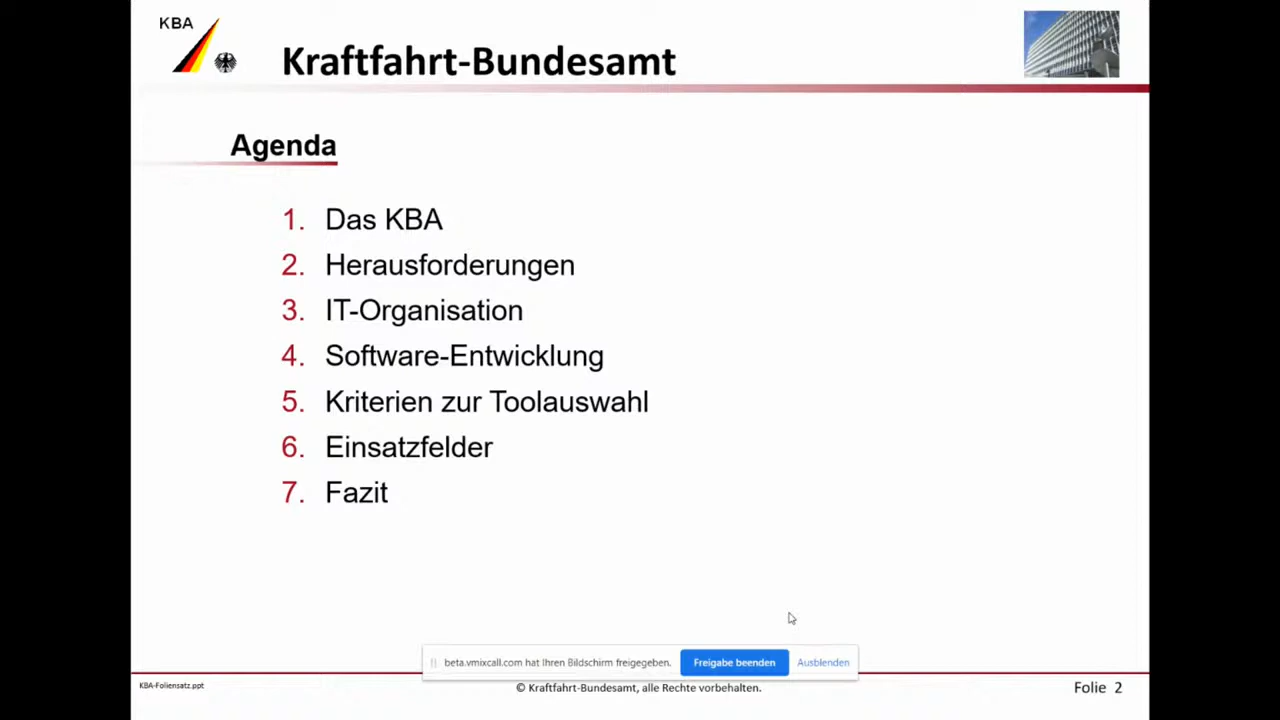 KBA
Kraftfahrt-Bundesamt
Agenda
1. Das KBA
2. Herausforderungen
3. IT-Organisation
4. Software-Entwicklung
5. Kriterien zur Toolauswahl
6. Einsatzfelder
7. Fazit
beta.vmixcall.com hat Ihren Bildschirm freigegeben. Freigabe beenden Ausblenden
KBA-Foliensatz.ppt © Kraftfahrt-Bundesamt, alle Rechte vorbehalten. Folie 2